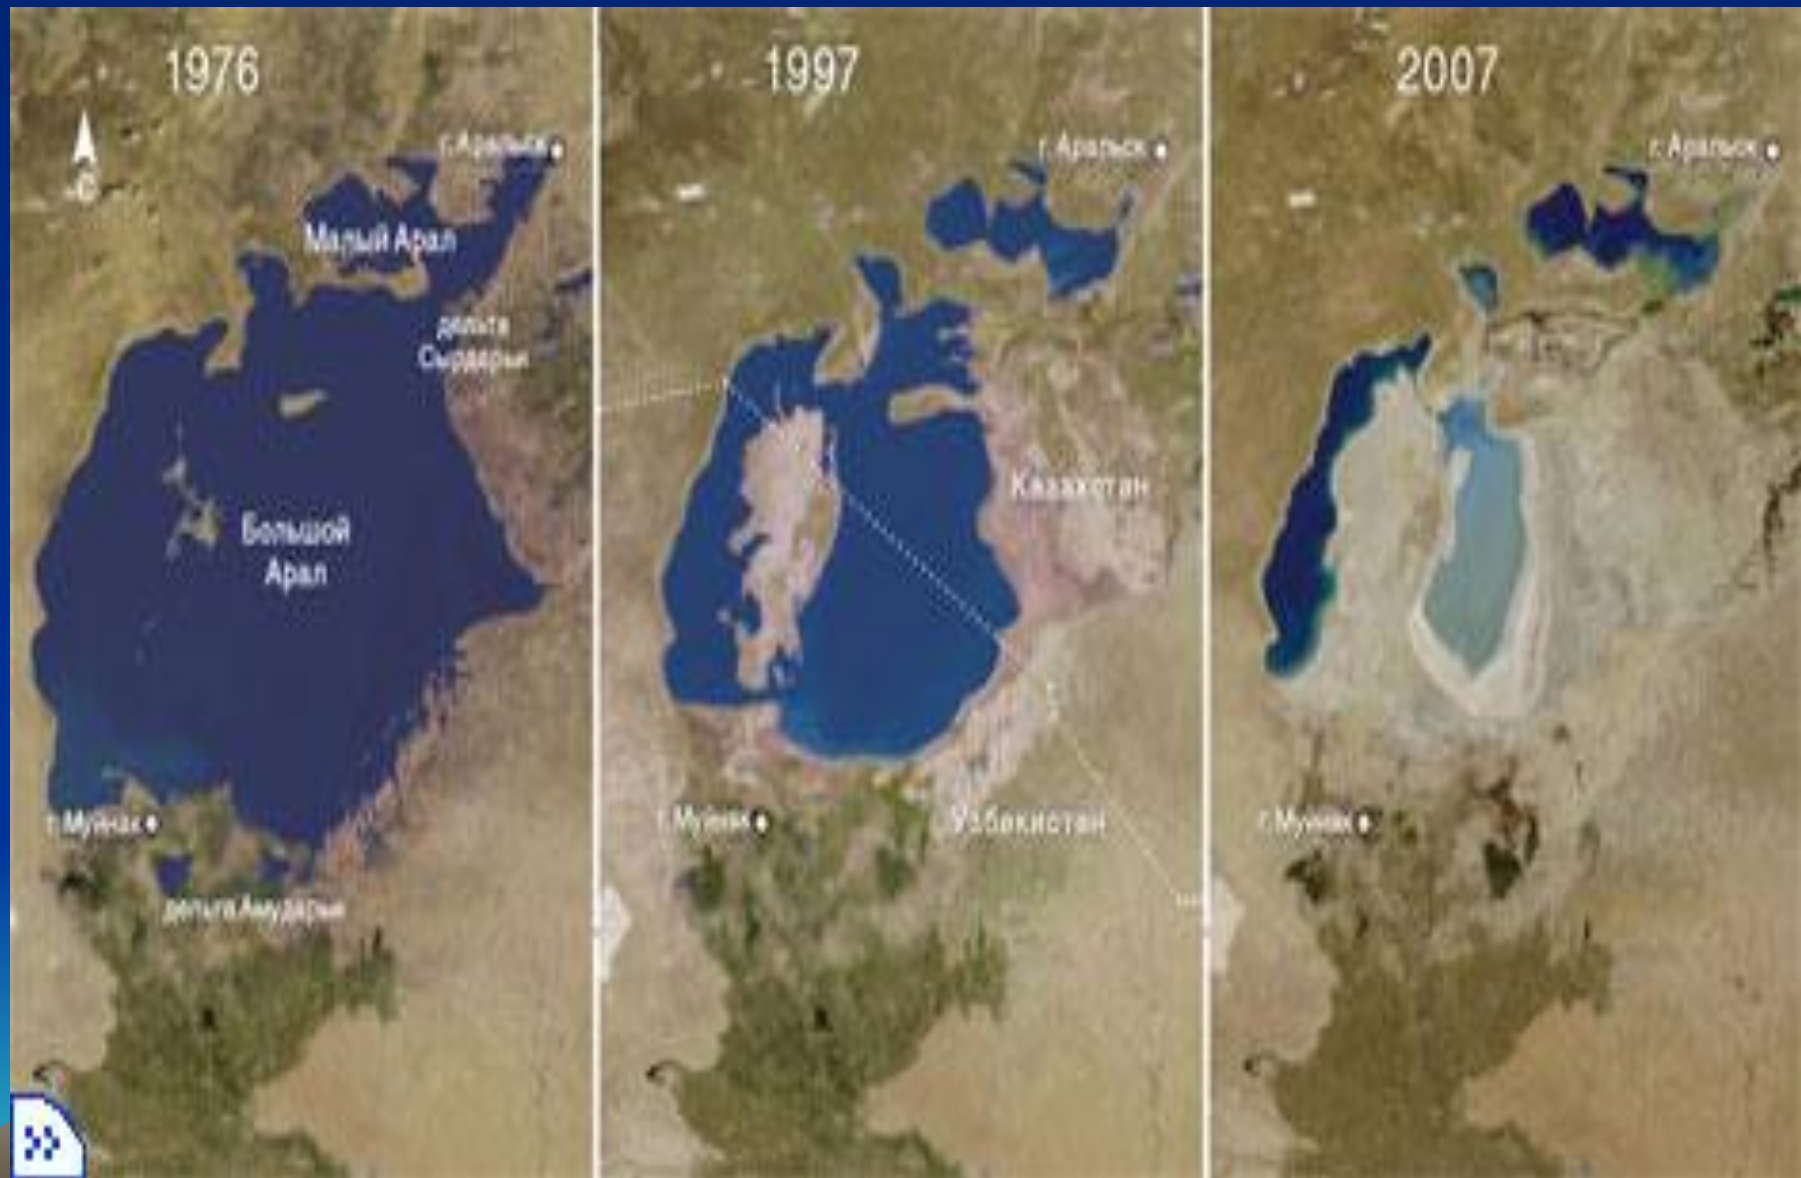 1976
г.Аральск
С
Малый Арал
дельта
Сырдарьи
Большой
Арал
г.Муйнак
дельта Амударьи
1997
г.Аральск
Казахстан
г.Муйнак
Узбекистан
2007
г.Аральск
г.Муйнак